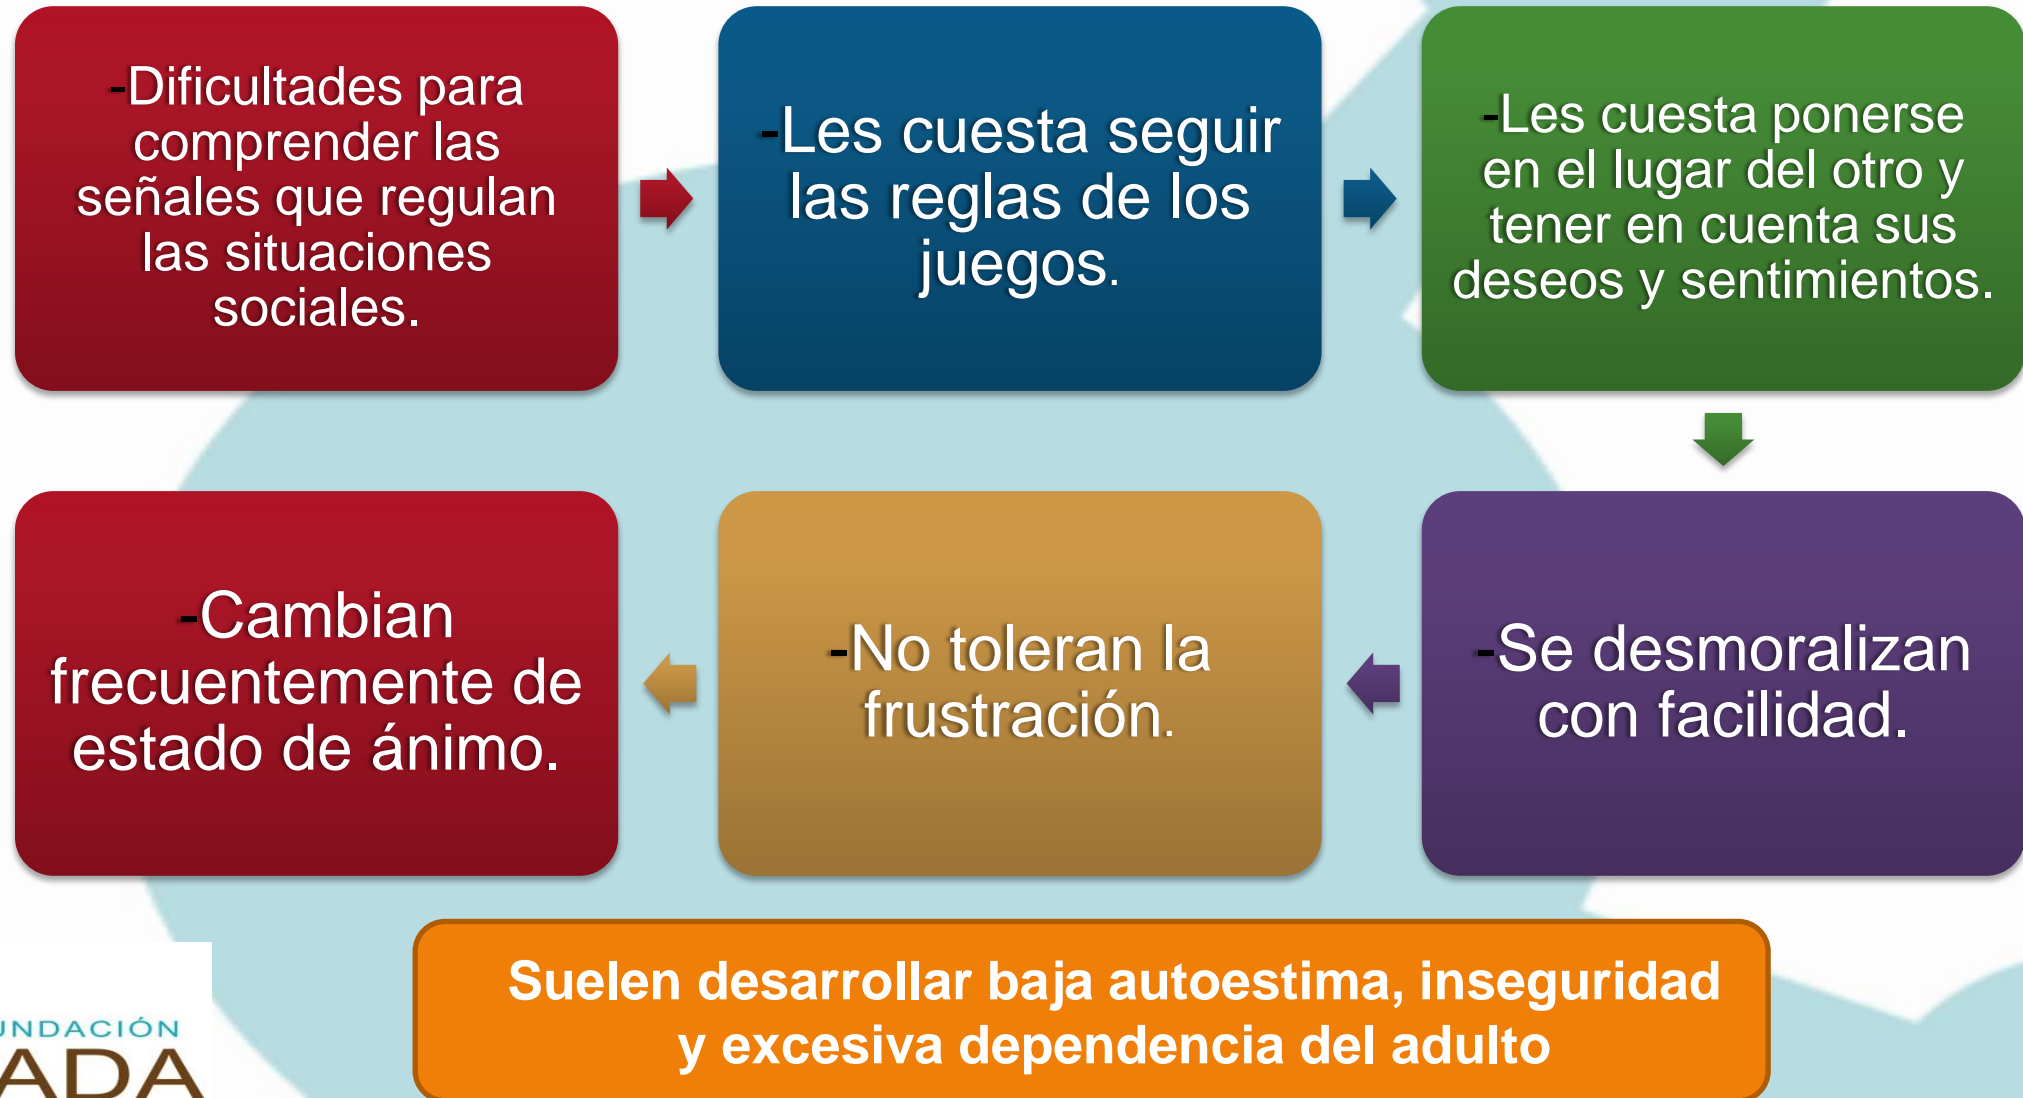 -Dificultades para
comprender las
señales que regulan
las situaciones
sociales.
-Les cuesta seguir
las reglas de los
juegos.
-Les cuesta ponerse
en el lugar del otro y
tener en cuenta sus
deseos y sentimientos.
-Se desmoralizan
con facilidad.
-No toleran la
frustración.
-Cambian
frecuentemente de
estado de ánimo.
Suelen desarrollar baja autoestima, inseguridad
y excesiva dependencia del adulto
UNDACIÓN
ADA